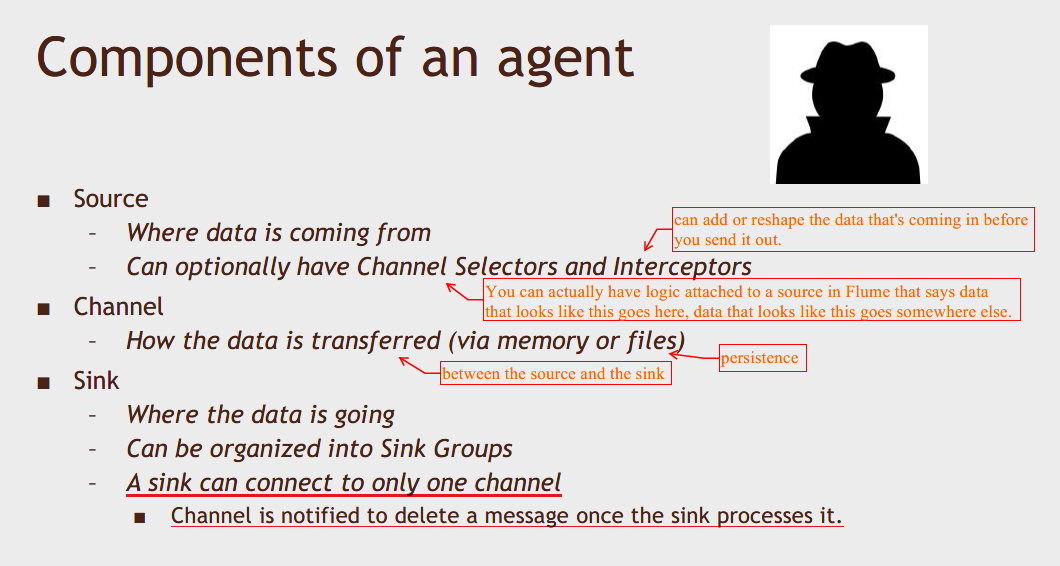 Components of an agent
■ Source
– Where data is coming from
can add or reshape the data that's coming in before
you send it out.
– Can optionally have Channel Selectors and Interceptors
You can actually have logic attached to a source in Flume that says data
that looks like this goes here, data that looks like this goes somewhere else.
■ Channel
– How the data is transferred (via memory or files)
persistence
between the source and the sink
■ Sink
– Where the data is going
– Can be organized into Sink Groups
– A sink can connect to only one channel
■ Channel is notified to delete a message once the sink processes it.